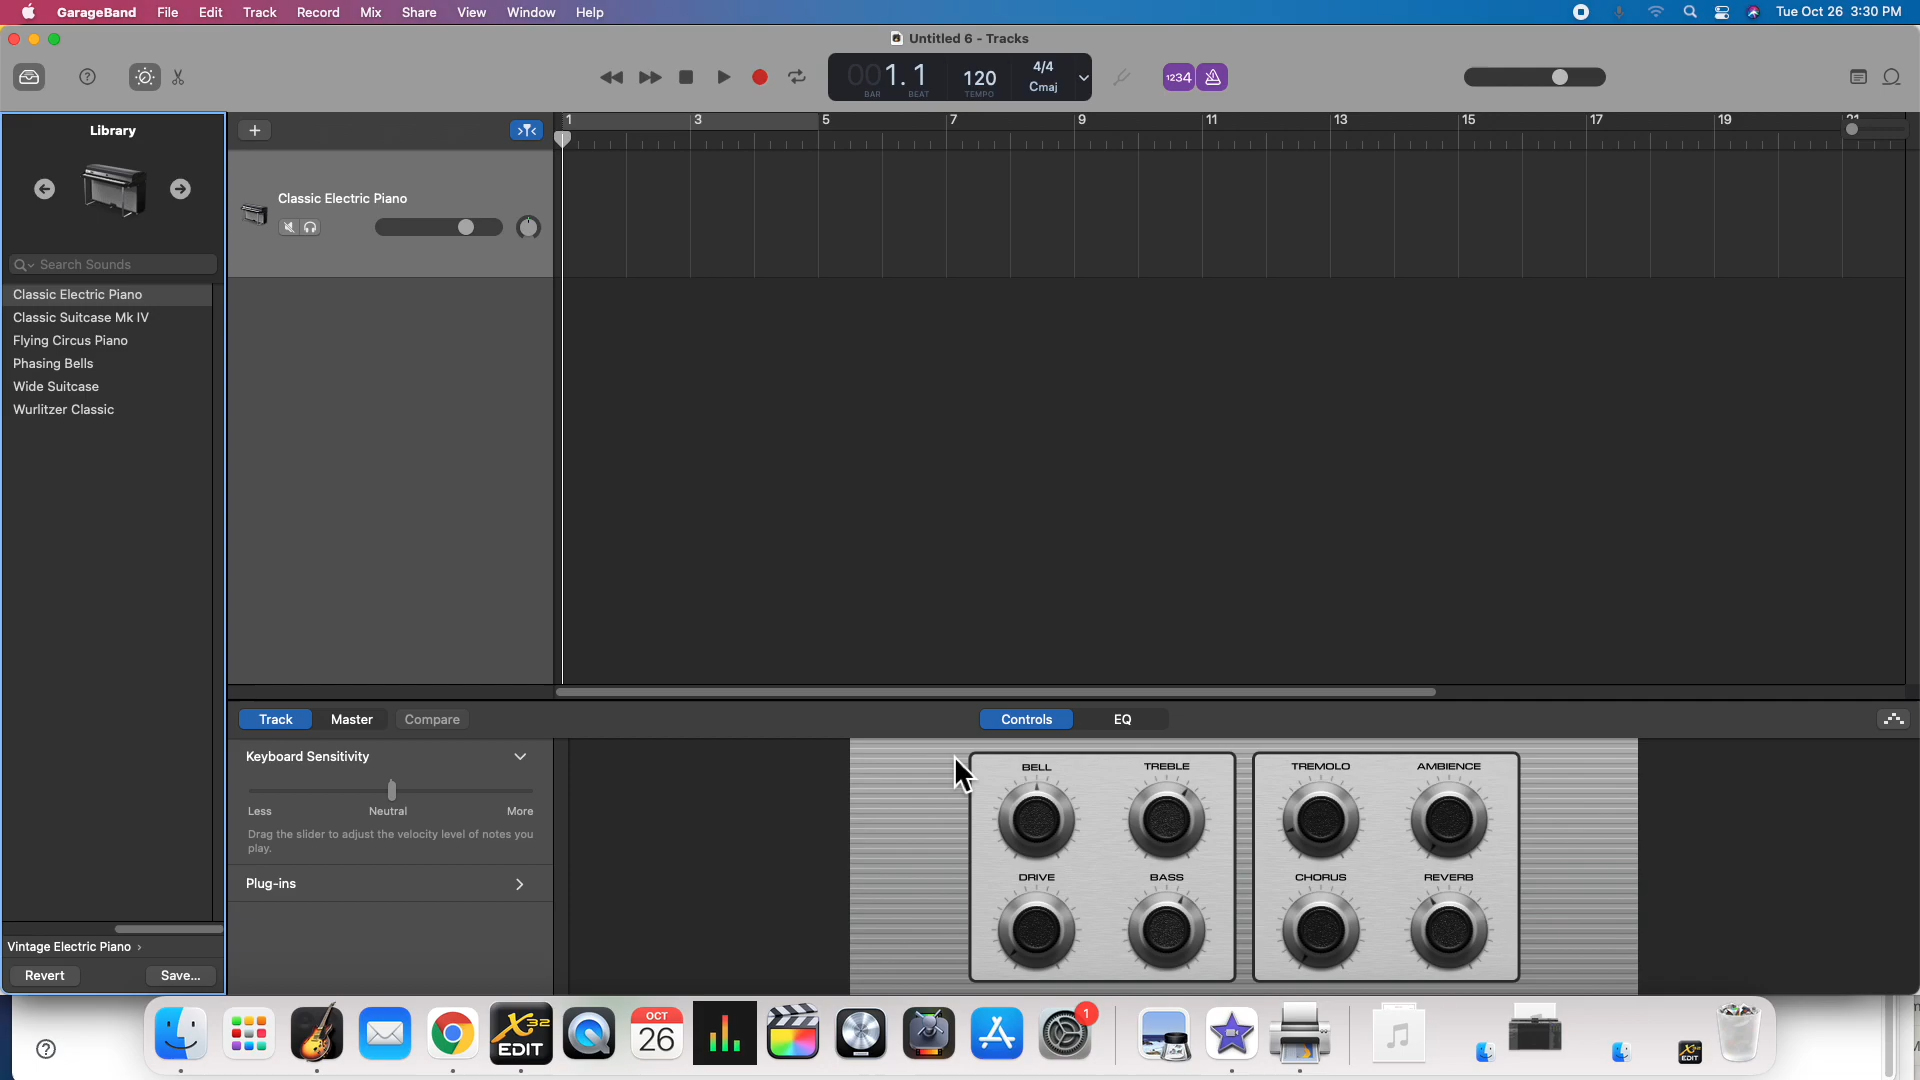 GarageBand File Edit Track Record Mix Share View Window Help Tue Oct 26 3:30 PM
Untitled 6 - Tracks
001.1 120 4/4 Cmaj
BAR BEAT TEMPO
1234
Library
1 3 5 7 9 11 13 15 17 19 21
Classic Electric Piano
Search Sounds
Classic Electric Piano
Classic Suitcase Mk IV
Flying Circus Piano
Phasing Bells
Wide Suitcase
Wurlitzer Classic
Track Master Compare Controls EQ
Keyboard Sensitivity
Less Neutral More
Drag the slider to adjust the velocity level of notes you
play.
Plug-ins
BELL TREBLE TREMOLO AMBIENCE
DRIVE BASS CHORUS REVERB
Vintage Electric Piano ›
Revert Save...
X32
EDIT
OCT
26
1
X32
EDIT